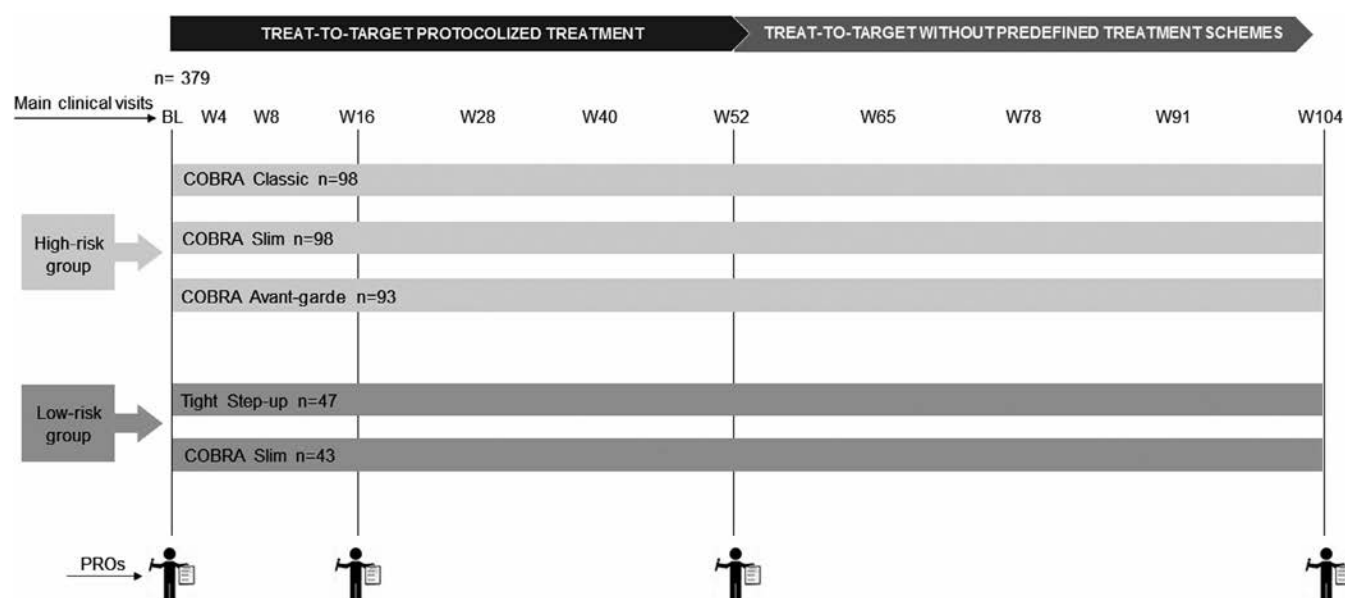 TREAT-TO-TARGET PROTOCOLIZED TREATMENT
TREAT-TO-TARGET WITHOUT PREDEFINED TREATMENT SCHEMES
n= 379
Main clinical visits
BL W4 W8 W16 W28 W40 W52 W65 W78 W91 W104
High-risk
group
COBRA Classic n=98
COBRA Slim n=98
COBRA Avant-garde n=93
Low-risk
group
Tight Step-up n=47
COBRA Slim n=43
PROs